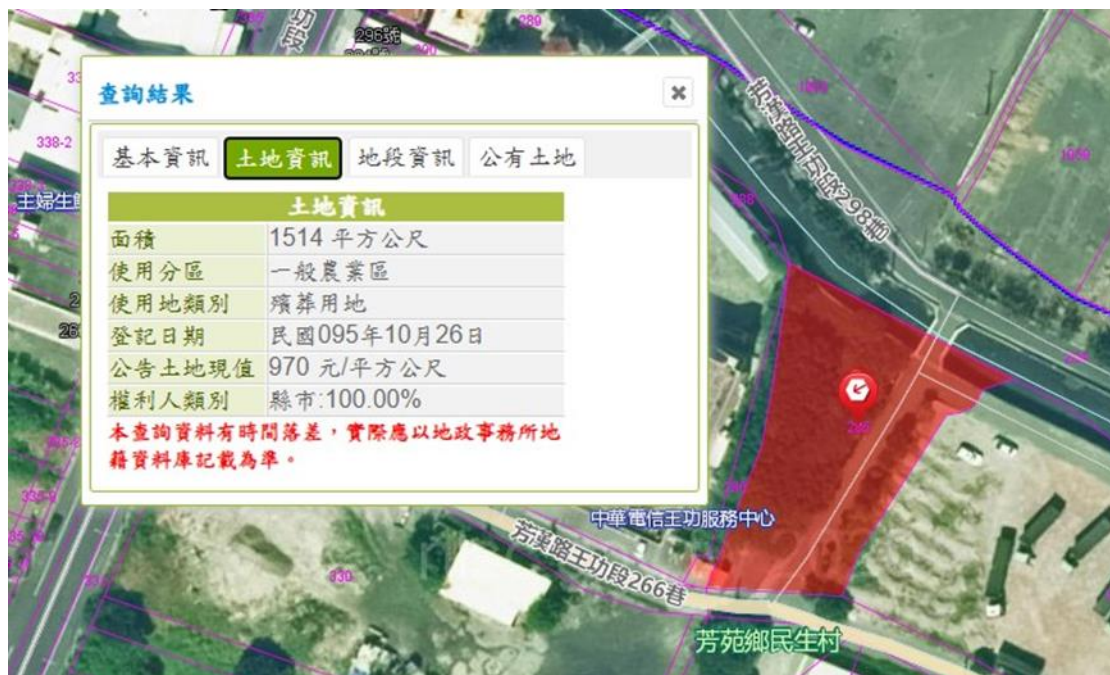 功段
296號
289
338-2
查詢結果
基本資訊 土地資訊 地段資訊 公有土地
土地資訊
面積 1514 平方公尺
使用分區 一般農業區
使用地類別 殯葬用地
登記日期 民國095年10月26日
公告土地現值 970 元/平方公尺
權利人類別 縣市:100.00%
本查詢資料有時間落差，實際應以地政事務所地
籍資料庫記載為準。
中華電信王功服務中心
芳漢路王功段298巷
芳漢路王功段266巷
330
芳苑鄉民生村